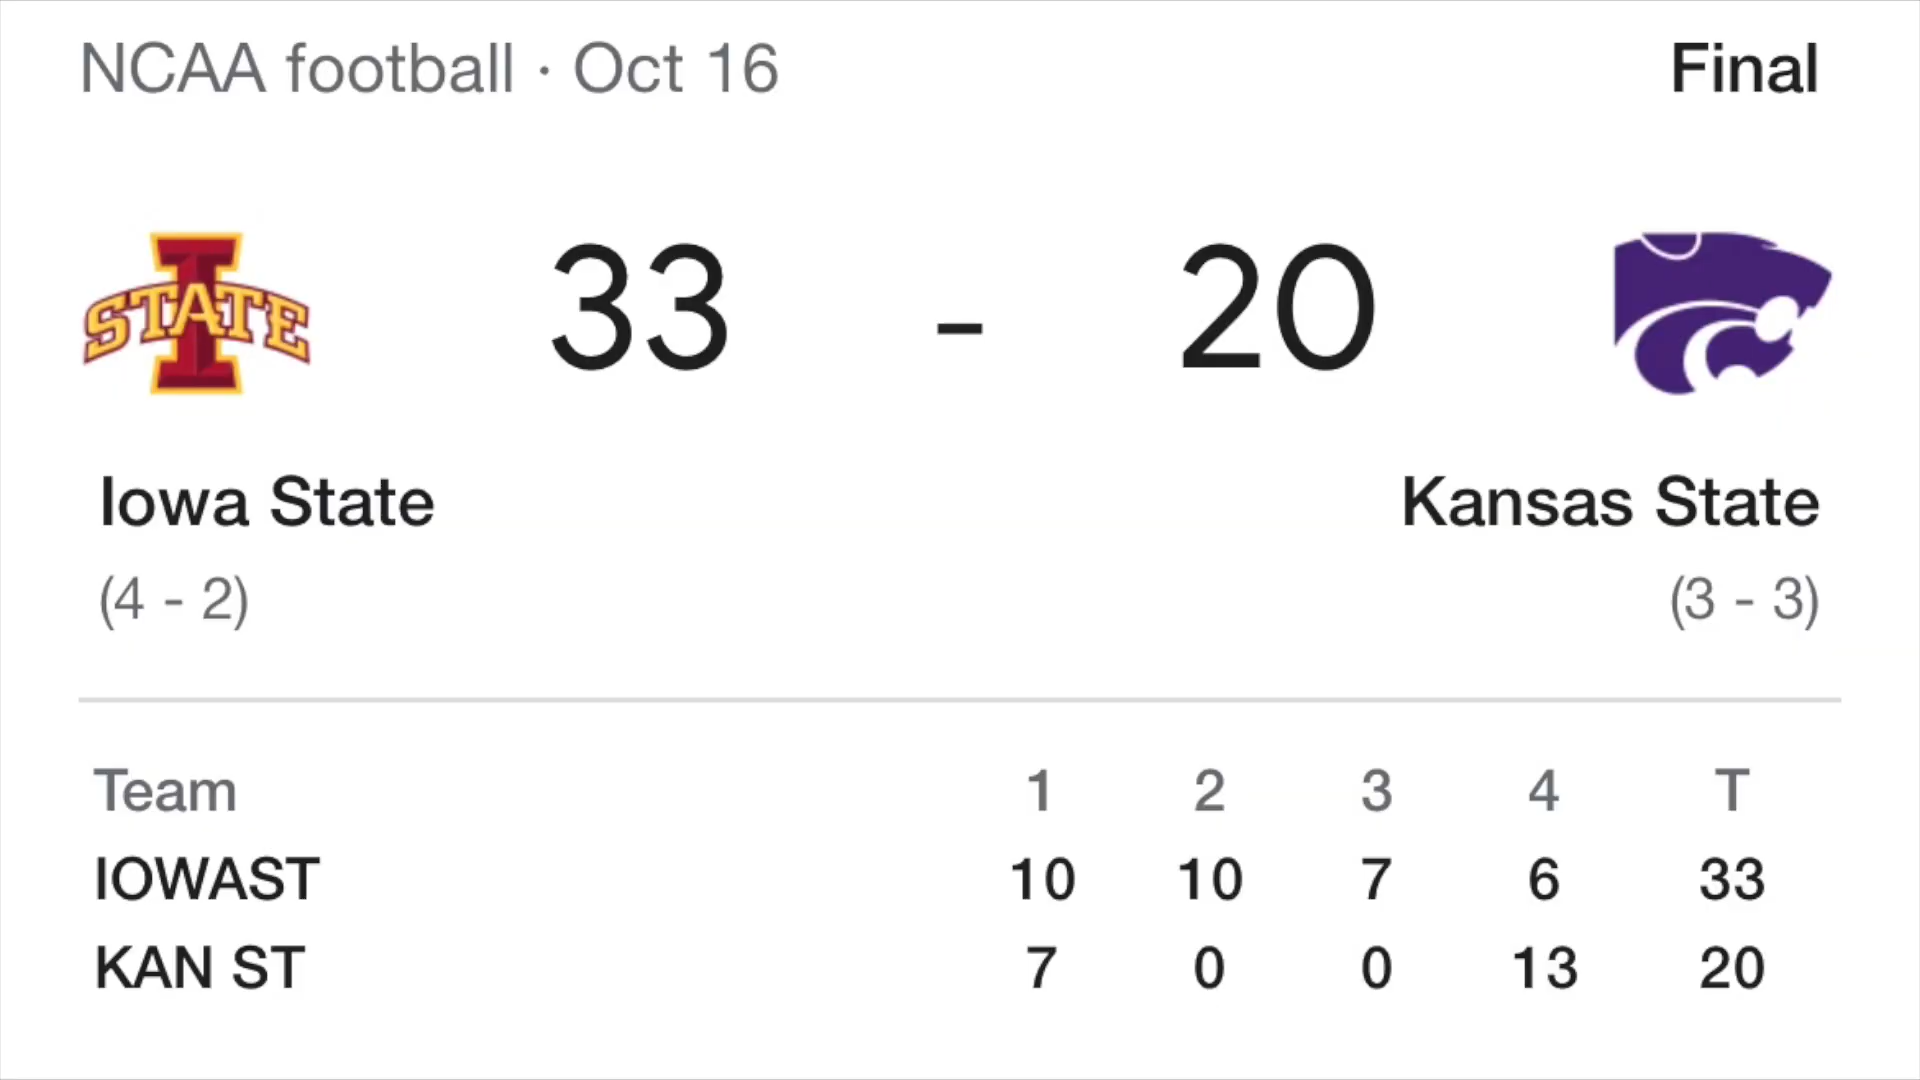 NCAA football · Oct 16 Final
STATE 33 - 20
Iowa State Kansas State
(4 - 2) (3 - 3)
Team 1 2 3 4 T
IOWAST 10 10 7 6 33
KAN ST 7 0 0 13 20